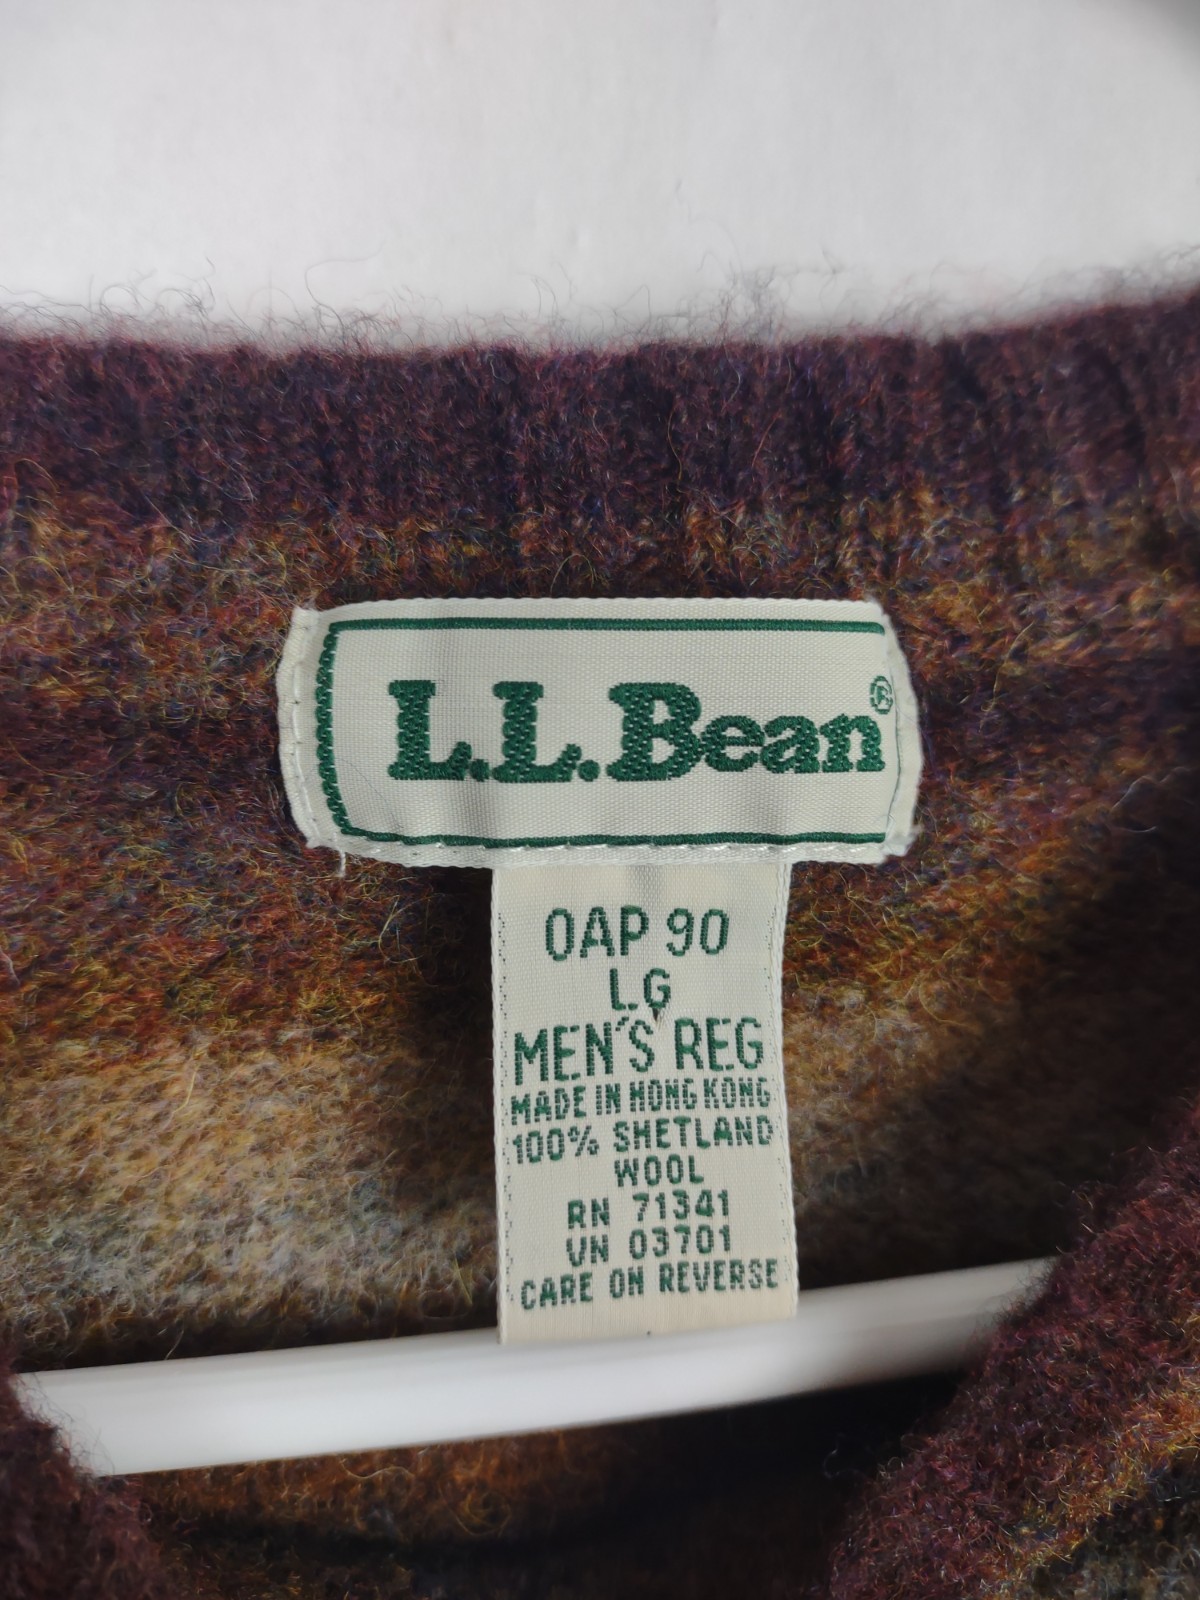 L.L.Bean®
0AP 90
LG
MEN'S REG
MADE IN HONG KONG
100% SHETLAND
WOOL
RN 71341
VN 03701
CARE ON REVERSE